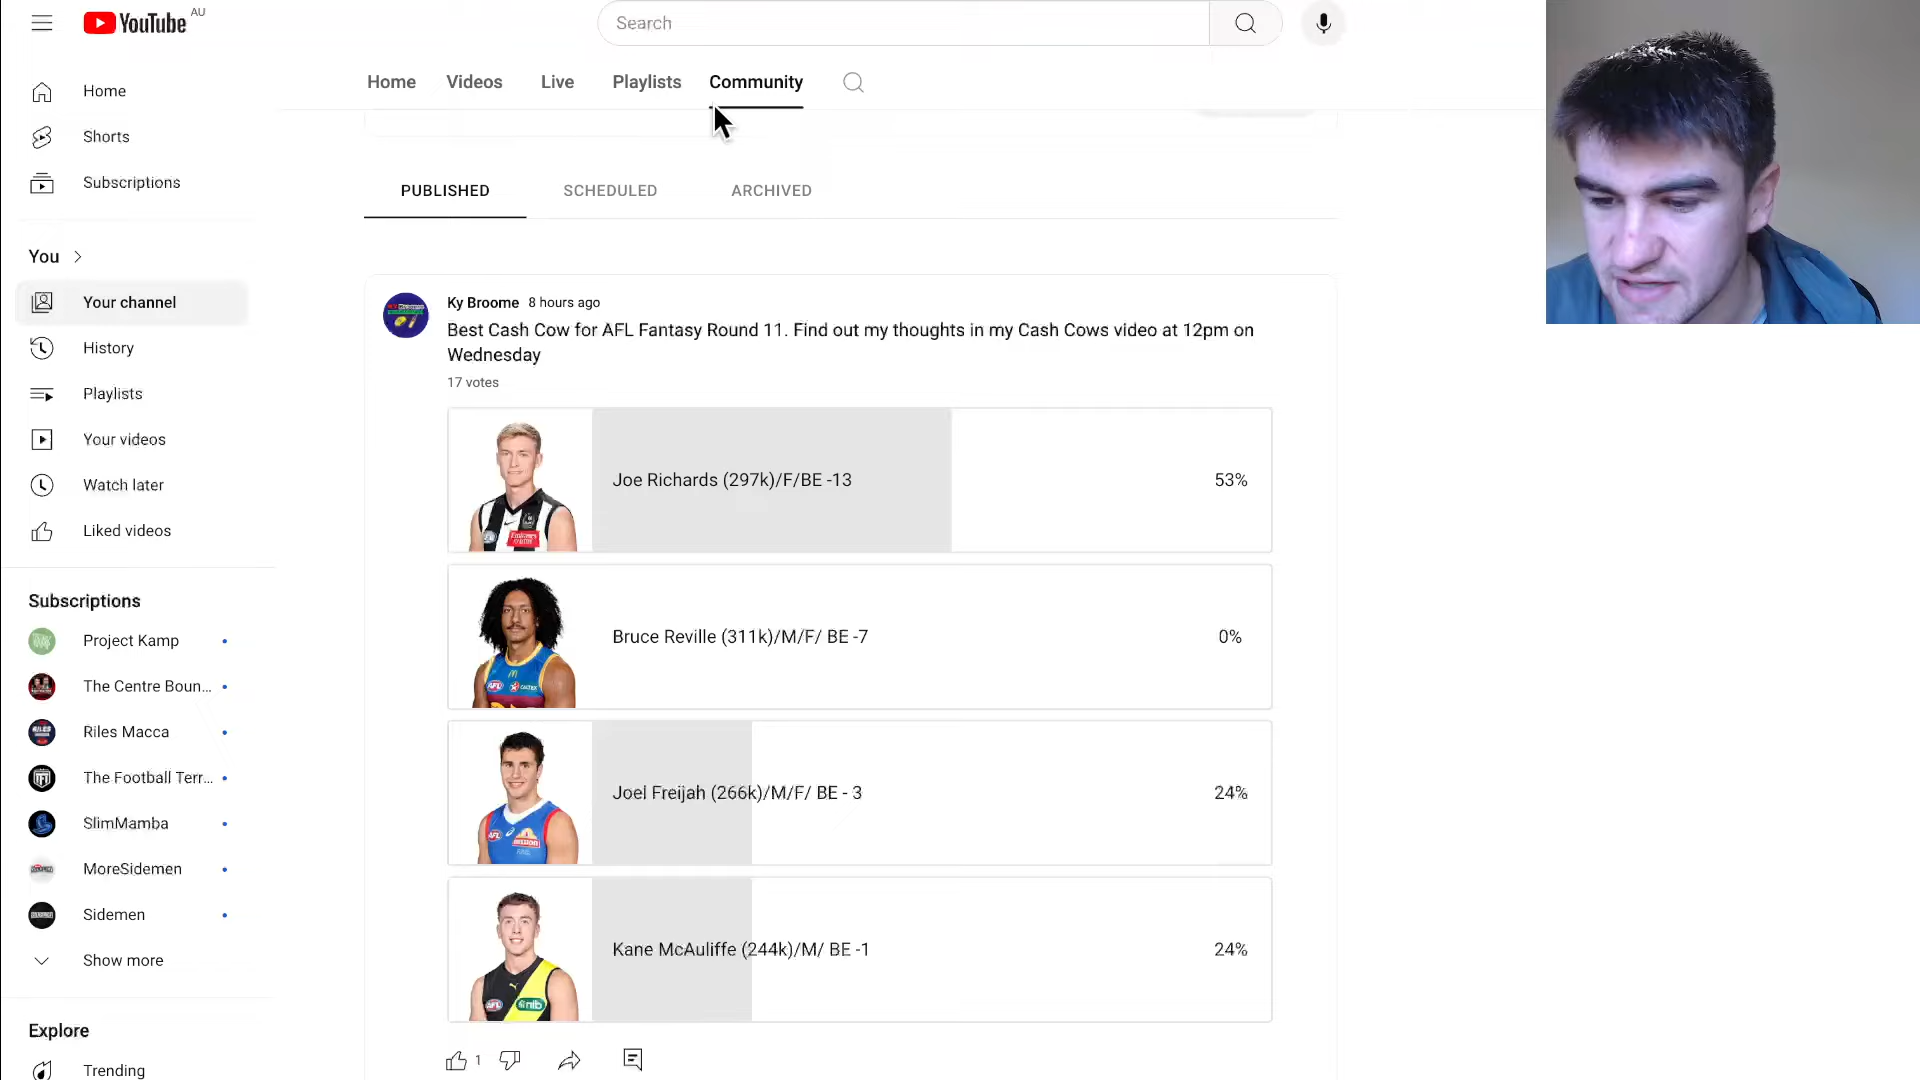 YouTube AU
Search
Home
Shorts
Subscriptions
You
Your channel
History
Playlists
Your videos
Watch later
Liked videos
Subscriptions
Project Kamp
The Centre Boun...
Riles Macca
The Football Terr...
SlimMamba
MoreSidemen
Sidemen
Show more
Explore
Trending
Home Videos Live Playlists Community
PUBLISHED SCHEDULED ARCHIVED
Ky Broome 8 hours ago
Best Cash Cow for AFL Fantasy Round 11. Find out my thoughts in my Cash Cows video at 12pm on
Wednesday
17 votes
Joe Richards (297k)/F/BE -13 53%
Bruce Reville (311k)/M/F/ BE -7 0%
Joel Freijah (266k)/M/F/ BE - 3 24%
Kane McAuliffe (244k)/M/ BE -1 24%
1